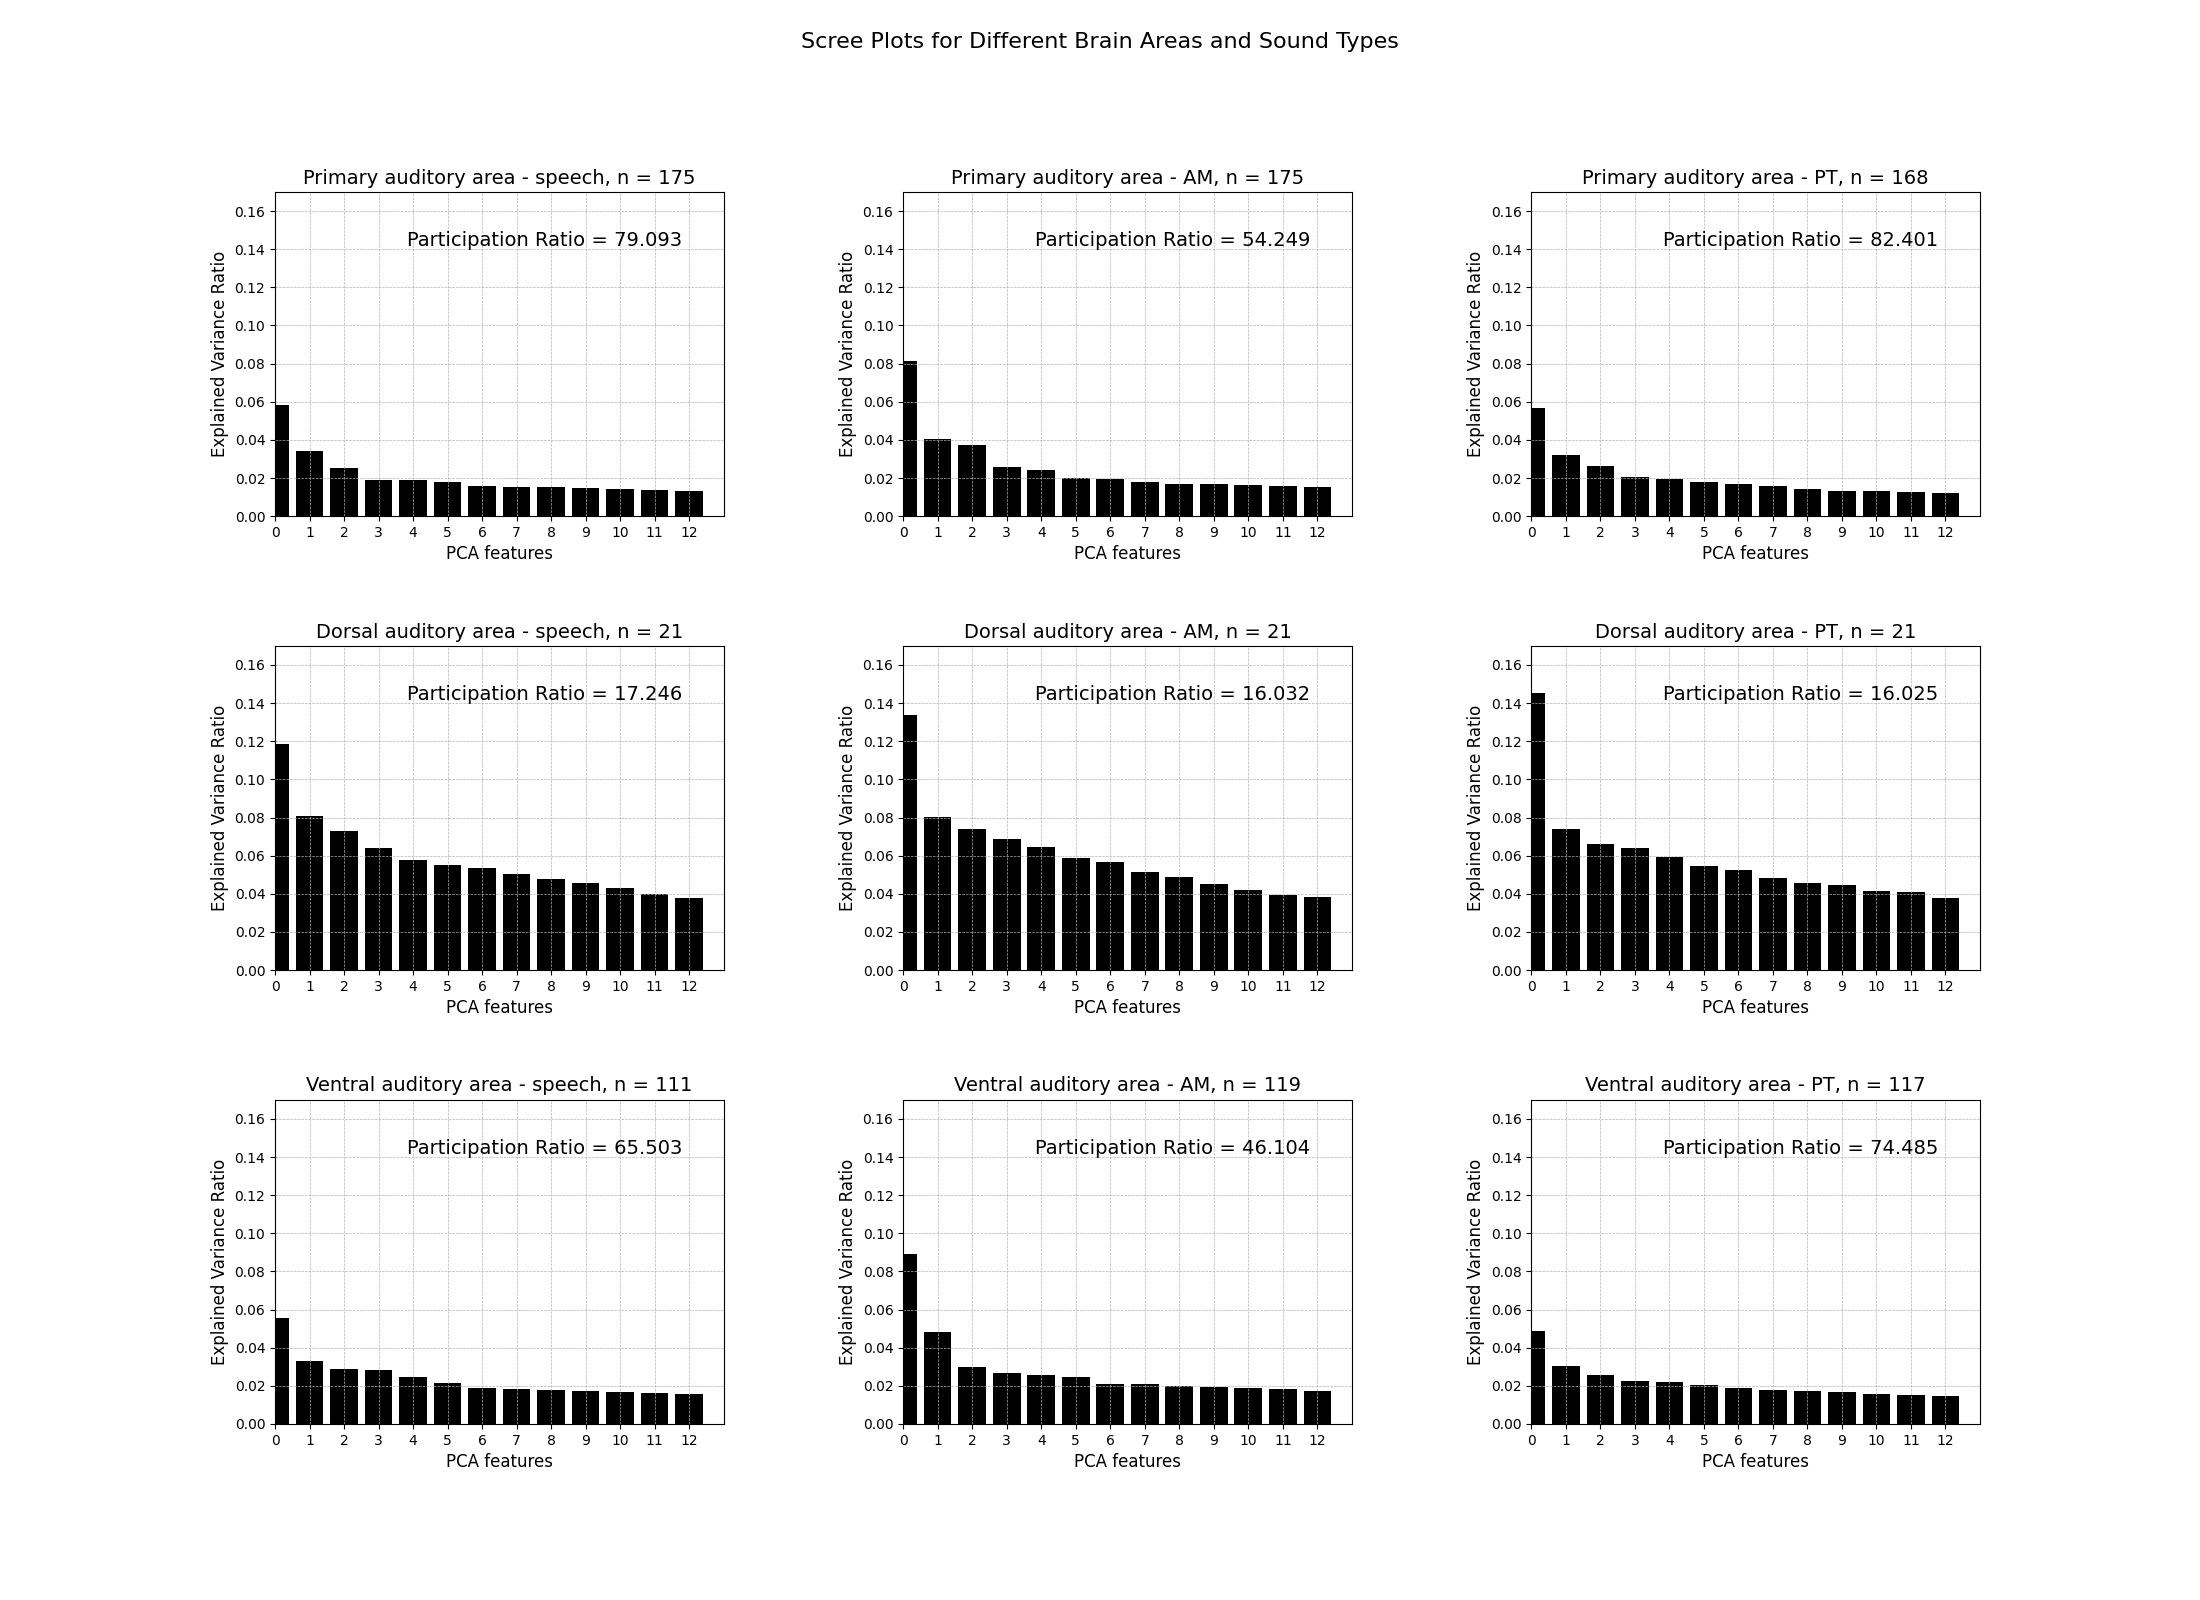 Scree Plots for Different Brain Areas and Sound Types
Primary auditory area - speech, n = 175
Participation Ratio = 79.093
Explained Variance Ratio
0.16
0.14
0.12
0.10
0.08
0.06
0.04
0.02
0.00
0 1 2 3 4 5 6 7 8 9 10 11 12
PCA features
Primary auditory area - AM, n = 175
Participation Ratio = 54.249
Explained Variance Ratio
0.16
0.14
0.12
0.10
0.08
0.06
0.04
0.02
0.00
0 1 2 3 4 5 6 7 8 9 10 11 12
PCA features
Primary auditory area - PT, n = 168
Participation Ratio = 82.401
Explained Variance Ratio
0.16
0.14
0.12
0.10
0.08
0.06
0.04
0.02
0.00
0 1 2 3 4 5 6 7 8 9 10 11 12
PCA features
Dorsal auditory area - speech, n = 21
Participation Ratio = 17.246
Explained Variance Ratio
0.16
0.14
0.12
0.10
0.08
0.06
0.04
0.02
0.00
0 1 2 3 4 5 6 7 8 9 10 11 12
PCA features
Dorsal auditory area - AM, n = 21
Participation Ratio = 16.032
Explained Variance Ratio
0.16
0.14
0.12
0.10
0.08
0.06
0.04
0.02
0.00
0 1 2 3 4 5 6 7 8 9 10 11 12
PCA features
Dorsal auditory area - PT, n = 21
Participation Ratio = 16.025
Explained Variance Ratio
0.16
0.14
0.12
0.10
0.08
0.06
0.04
0.02
0.00
0 1 2 3 4 5 6 7 8 9 10 11 12
PCA features
Ventral auditory area - speech, n = 111
Participation Ratio = 65.503
Explained Variance Ratio
0.16
0.14
0.12
0.10
0.08
0.06
0.04
0.02
0.00
0 1 2 3 4 5 6 7 8 9 10 11 12
PCA features
Ventral auditory area - AM, n = 119
Participation Ratio = 46.104
Explained Variance Ratio
0.16
0.14
0.12
0.10
0.08
0.06
0.04
0.02
0.00
0 1 2 3 4 5 6 7 8 9 10 11 12
PCA features
Ventral auditory area - PT, n = 117
Participation Ratio = 74.485
Explained Variance Ratio
0.16
0.14
0.12
0.10
0.08
0.06
0.04
0.02
0.00
0 1 2 3 4 5 6 7 8 9 10 11 12
PCA features